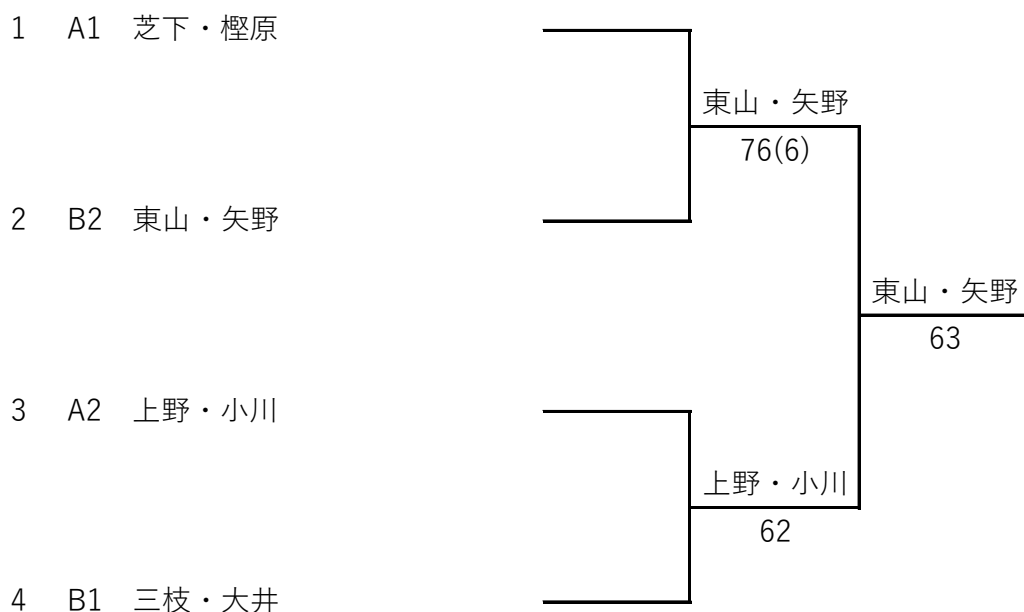 1 A1 芝下・樫原
東山・矢野
76(6)
2 B2 東山・矢野
東山・矢野
63
3 A2 上野・小川
上野・小川
62
4 B1 三枝・大井